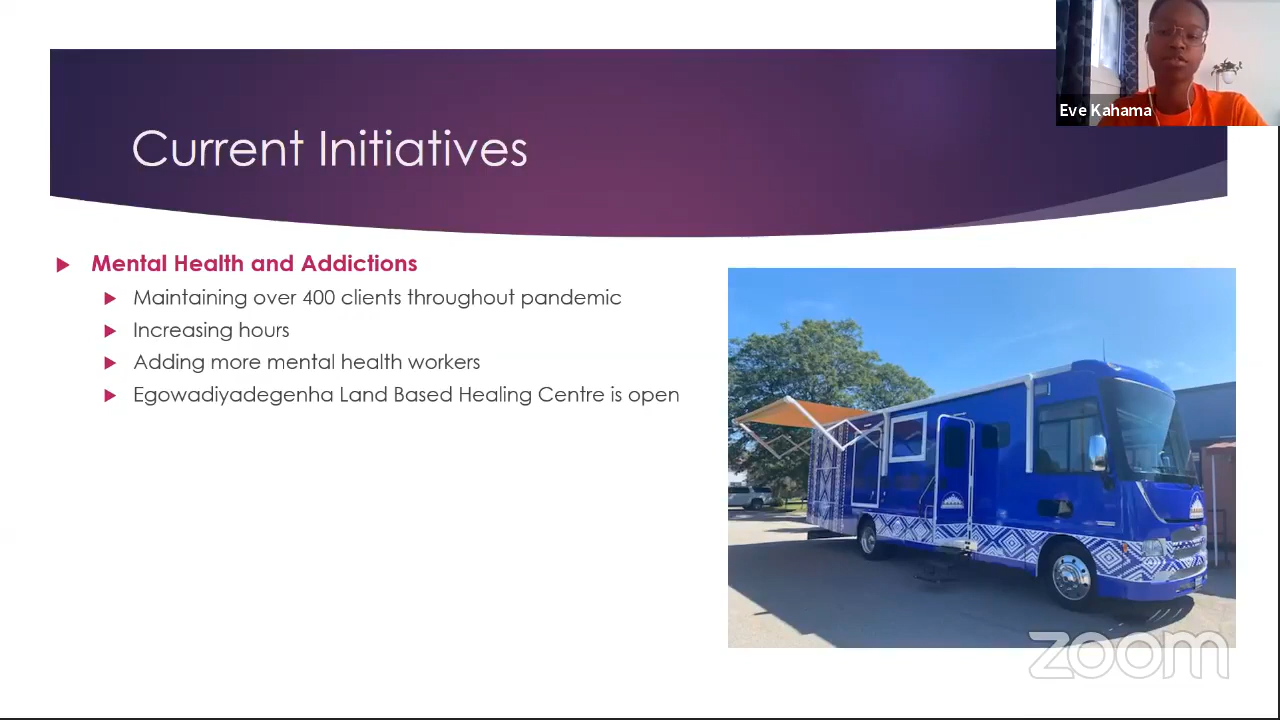 Eve Kahama
Current Initiatives
Mental Health and Addictions
Maintaining over 400 clients throughout pandemic
Increasing hours
Adding more mental health workers
Egowadiyadegenha Land Based Healing Centre is open
zoom